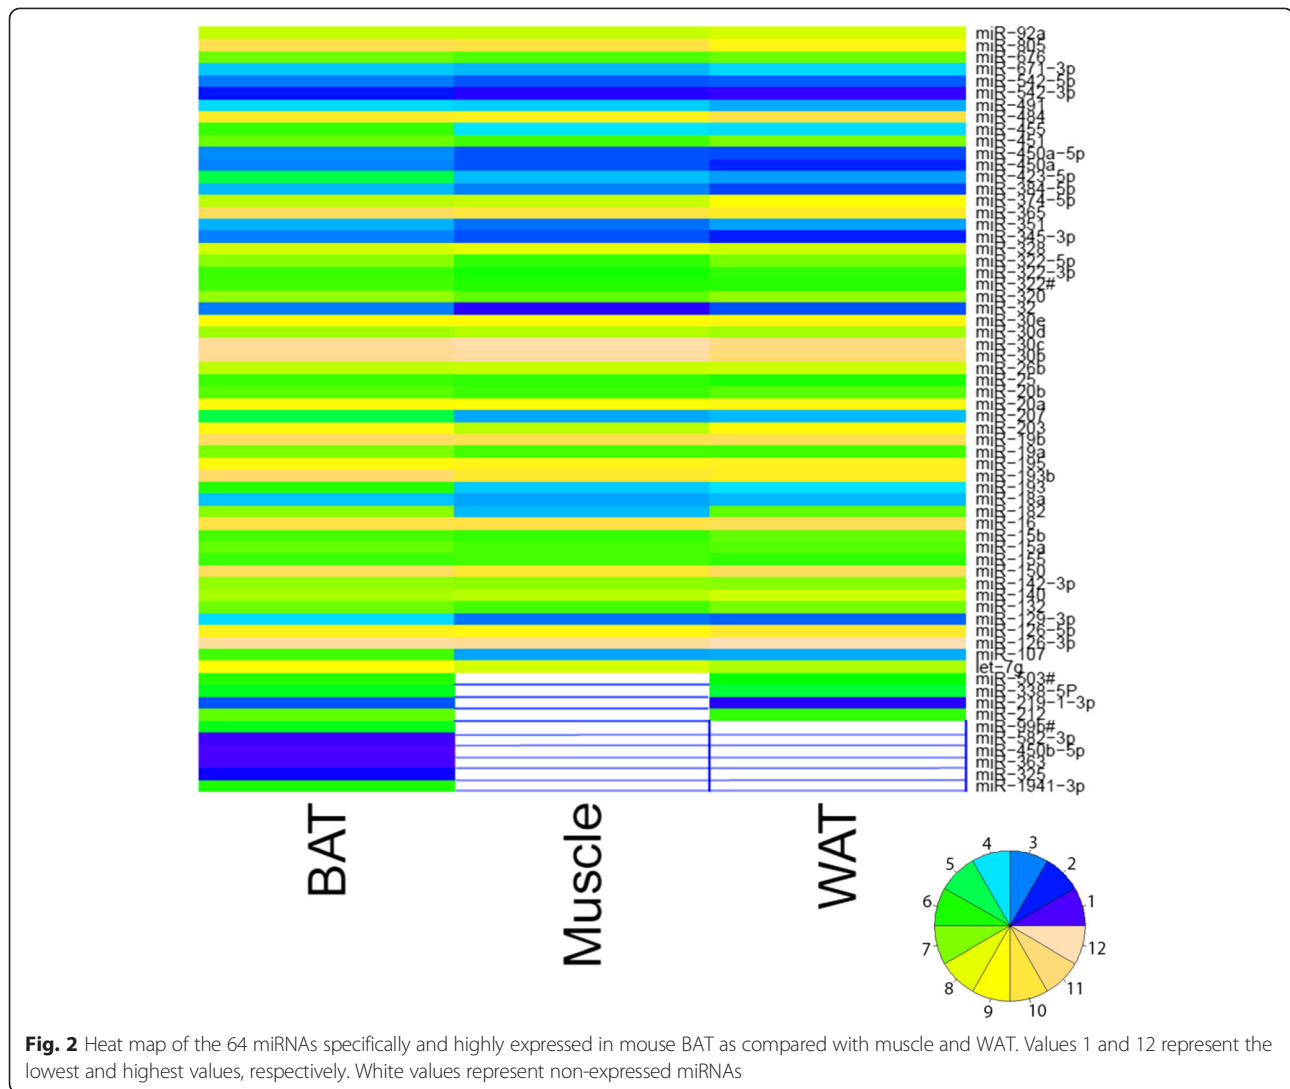 miR−92a
miR−805
miR−676
miR−671−3p
miR−542−5p
miR−542−3p
miR−491
miR−484
miR−455
miR−451
miR−450a−5p
miR−450a
miR−423−5p
miR−384−5p
miR−374−5p
miR−365
miR−351
miR−345−3p
miR−328
miR−322−5p
miR−322−3p
miR−322#
miR−320
miR−32
miR−30e
miR−30d
miR−30c
miR−30b
miR−26b
miR−25
miR−20b
miR−20a
miR−207
miR−203
miR−19b
miR−19a
miR−195
miR−193b
miR−193
miR−18a
miR−182
miR−16
miR−15b
miR−15a
miR−155
miR−150
miR−142−3p
miR−140
miR−132
miR−129−3p
miR−126−5p
miR−126−3p
miR−107
let−7g
miR−503#
miR−338−5P
miR−219−1−3p
miR−212
miR−99b#
miR−582−3p
miR−450b−5p
miR−363
miR−325
miR−1941−3p
BAT
Muscle
WAT
1
2
3
4
5
6
7
8
9
10
11
12
Fig. 2 Heat map of the 64 miRNAs specifically and highly expressed in mouse BAT as compared with muscle and WAT. Values 1 and 12 represent the
lowest and highest values, respectively. White values represent non-expressed miRNAs